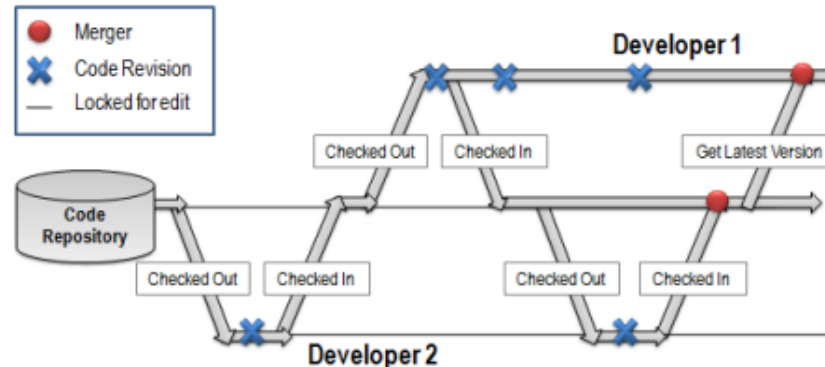 Merger
Code Revision
Locked for edit
Developer 1
Checked Out
Checked In
Get Latest Version
Code
Repository
Checked Out
Checked In
Checked Out
Checked In
Developer 2